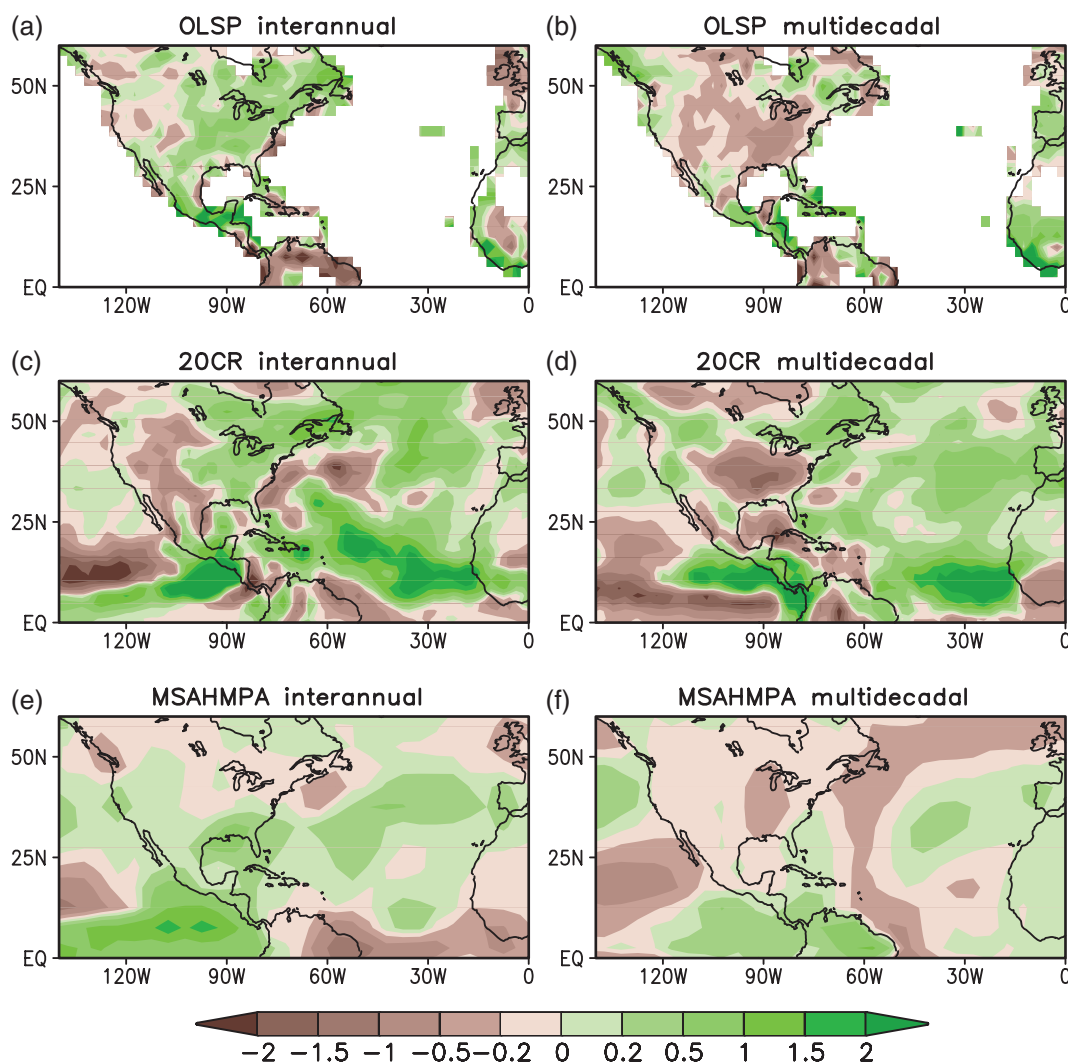 (a) OLSP interannual
(b) OLSP multidecadal
50N
25N
EQ
120W 90W 60W 30W 0
50N
25N
EQ
120W 90W 60W 30W 0
(c) 20CR interannual
(d) 20CR multidecadal
50N
25N
EQ
120W 90W 60W 30W 0
50N
25N
EQ
120W 90W 60W 30W 0
(e) MSAHMPA interannual
(f) MSAHMPA multidecadal
50N
25N
EQ
120W 90W 60W 30W 0
50N
25N
EQ
120W 90W 60W 30W 0
−2 −1.5 −1 −0.5 −0.2 0 0.2 0.5 1 1.5 2